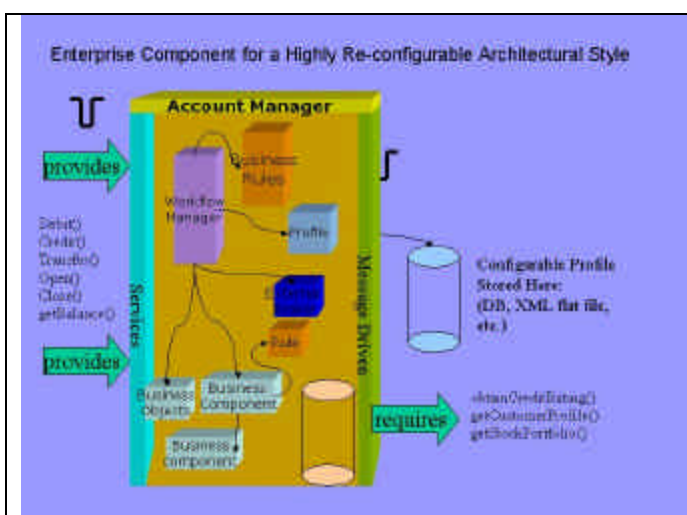 Enterprise Component for a Highly Re-configurable Architectural Style
Account Manager
provides
Business
Rules
Workflow
Manager
Profile
Debit()
Credit()
Transfer()
Open()
Close()
getBalance()
Services
Message Driven
Configurable Profile
Stored Here:
(DB, XML flat file,
etc.)
Rule
provides
Business
Objects
Business
Component
Business
Component
requires
obtainCreditRating()
getCustomerProfile()
getStockPortfolio()